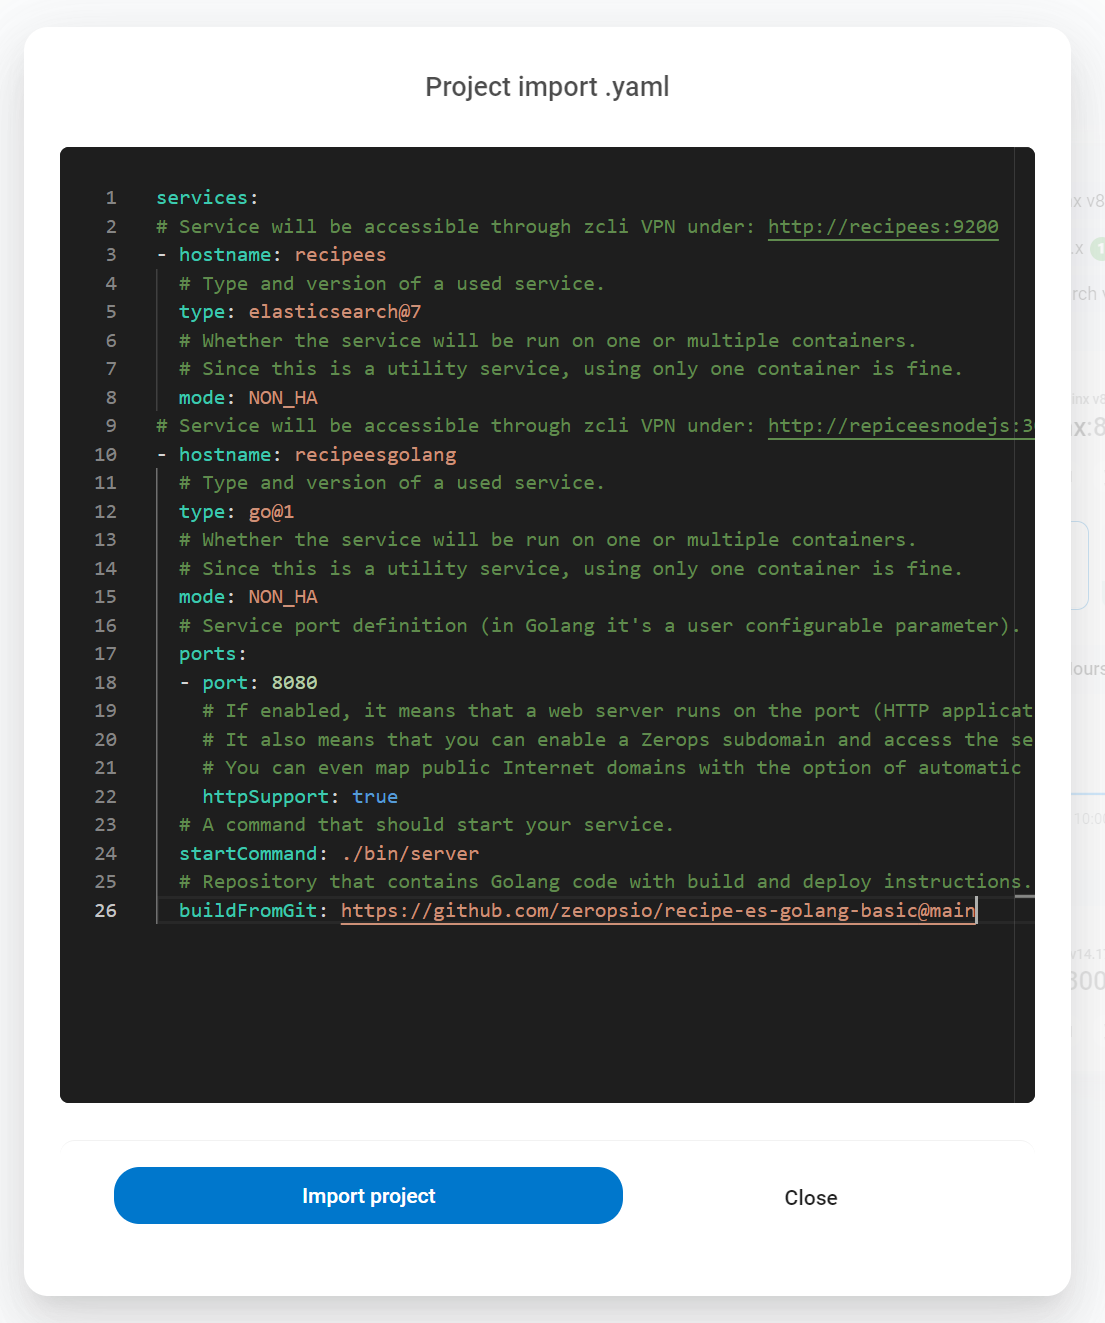 Project import .yaml
1 services:
2 # Service will be accessible through zcli VPN under: http://recipees:9200
3 - hostname: recipees
4 # Type and version of a used service.
5 type: elasticsearch@7
6 # Whether the service will be run on one or multiple containers.
7 # Since this is a utility service, using only one container is fine.
8 mode: NON_HA
9 # Service will be accessible through zcli VPN under: http://repiceesnodejs:3
10 - hostname: recipeesgolang
11 # Type and version of a used service.
12 type: go@1
13 # Whether the service will be run on one or multiple containers.
14 # Since this is a utility service, using only one container is fine.
15 mode: NON_HA
16 # Service port definition (in Golang it's a user configurable parameter).
17 ports:
18 - port: 8080
19 # If enabled, it means that a web server runs on the port (HTTP applicat
20 # It also means that you can enable a Zerops subdomain and access the se
21 # You can even map public Internet domains with the option of automatic
22 httpSupport: true
23 # A command that should start your service.
24 startCommand: ./bin/server
25 # Repository that contains Golang code with build and deploy instructions.
26 buildFromGit: https://github.com/zeropsio/recipe-es-golang-basic@main
Import project
Close